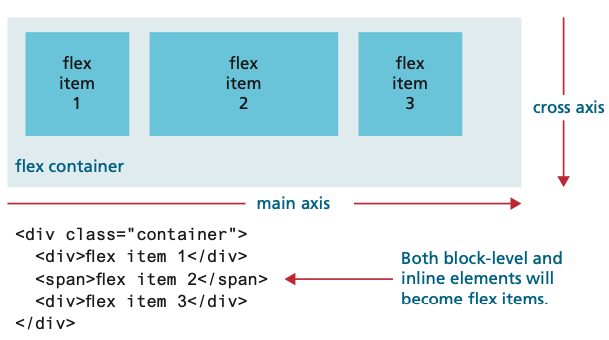 flex
item
1
flex
item
2
flex
item
3
flex container
cross axis
main axis
<div class="container">
<div>flex item 1</div>
<span>flex item 2</span>
<div>flex item 3</div>
</div>
Both block-level and
inline elements will
become flex items.